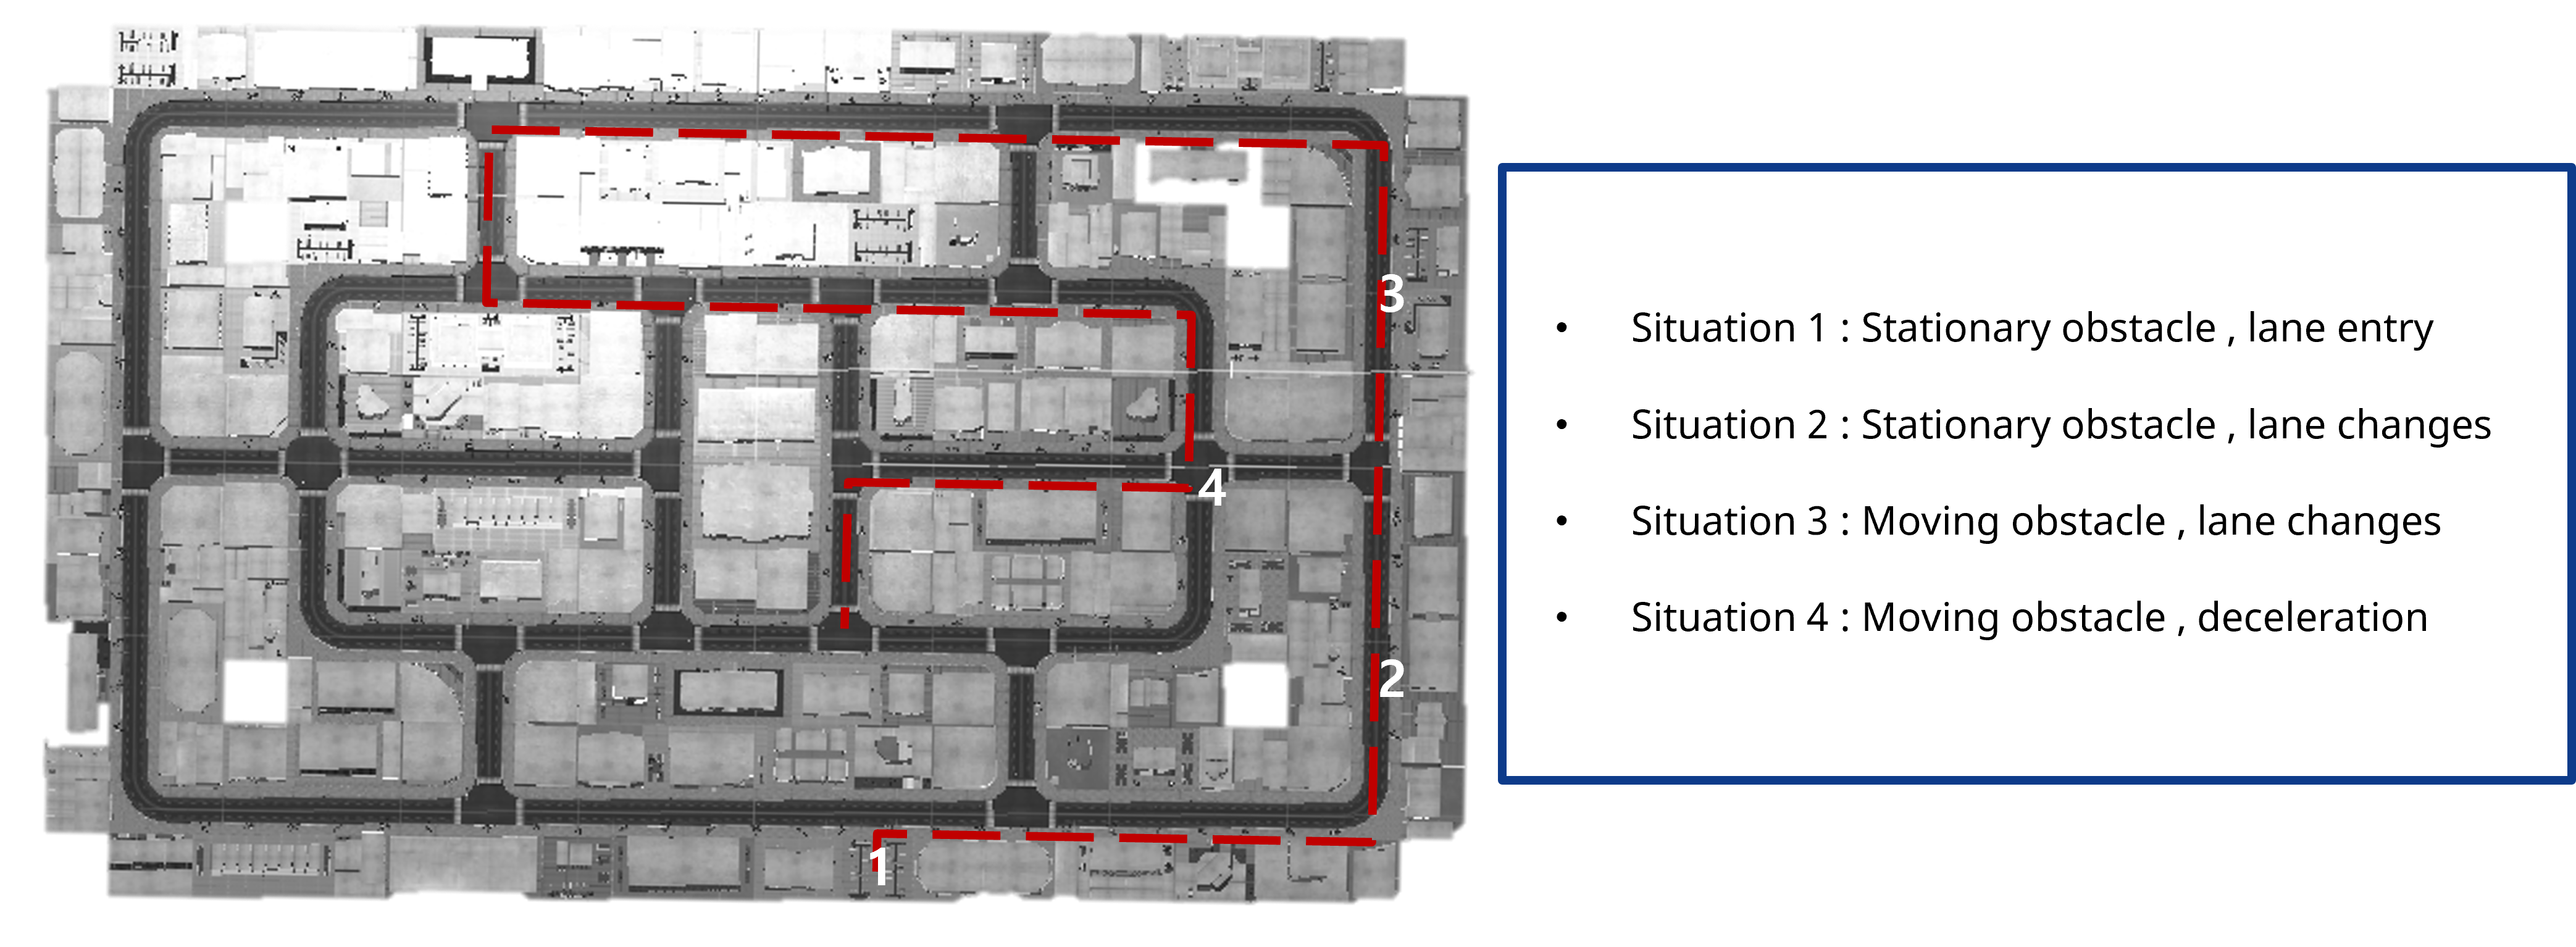 3
4
2
1
• Situation 1 : Stationary obstacle , lane entry
• Situation 2 : Stationary obstacle , lane changes
• Situation 3 : Moving obstacle , lane changes
• Situation 4 : Moving obstacle , deceleration